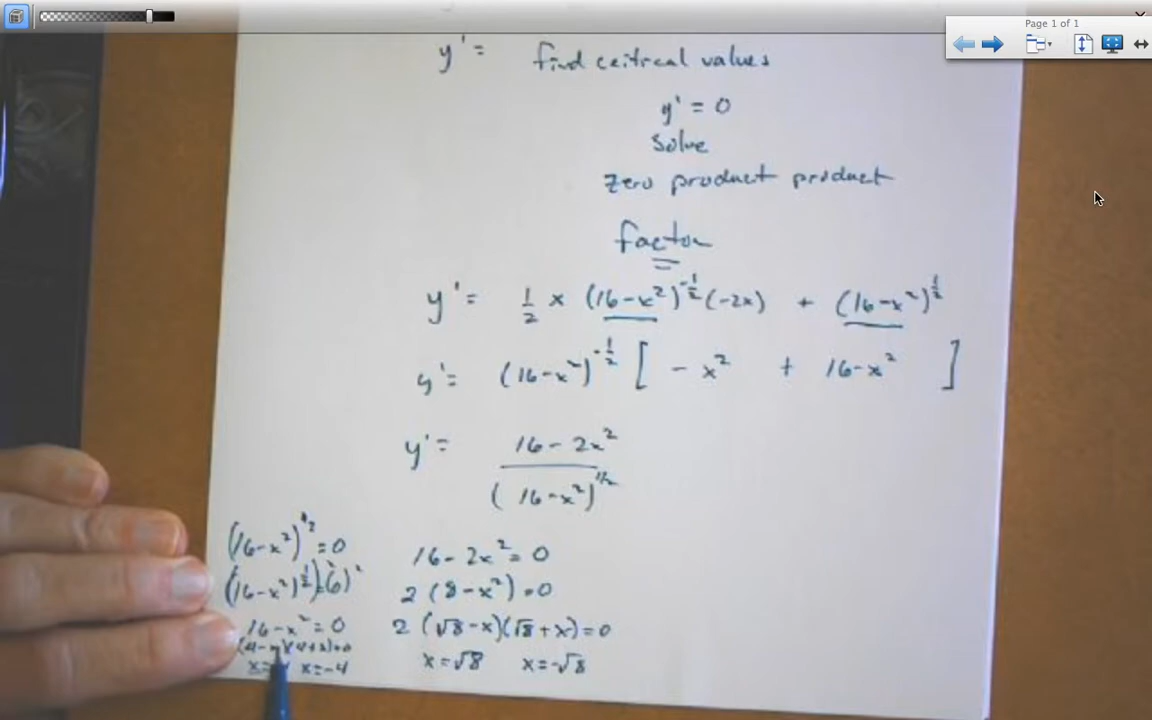 Page 1 of 1
y' = find ceitreal values
y' = 0
Solve
zero product product
factor
y' = 1/2 x (16-x²)^-1/2 (-2x) + (16-x²)^1/2
y' = (16-x²)^-1/2 [ - x² + 16-x² ]
y' = 16 - 2x² / (16-x²)^1/2
(16-x²)^1/2 = 0
16-x² = 0
x = -4
16 - 2x² = 0
2 (8-x²) = 0
2 (√8-x)(√8+x) = 0
x = √8 x = -√8